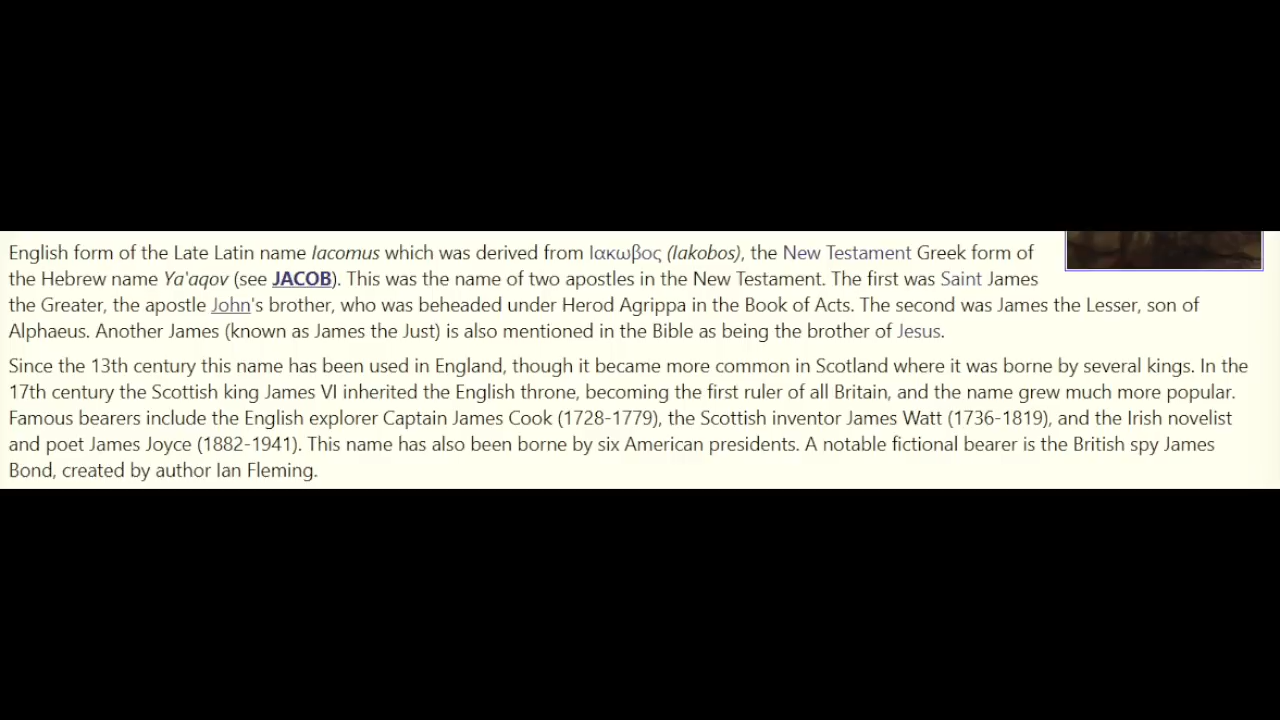 English form of the Late Latin name Iacomus which was derived from Ιακωβος (Iakobos), the New Testament Greek form of
the Hebrew name Ya'aqov (see JACOB). This was the name of two apostles in the New Testament. The first was Saint James
the Greater, the apostle John's brother, who was beheaded under Herod Agrippa in the Book of Acts. The second was James the Lesser, son of
Alphaeus. Another James (known as James the Just) is also mentioned in the Bible as being the brother of Jesus.
Since the 13th century this name has been used in England, though it became more common in Scotland where it was borne by several kings. In the
17th century the Scottish king James VI inherited the English throne, becoming the first ruler of all Britain, and the name grew much more popular.
Famous bearers include the English explorer Captain James Cook (1728-1779), the Scottish inventor James Watt (1736-1819), and the Irish novelist
and poet James Joyce (1882-1941). This name has also been borne by six American presidents. A notable fictional bearer is the British spy James
Bond, created by author Ian Fleming.